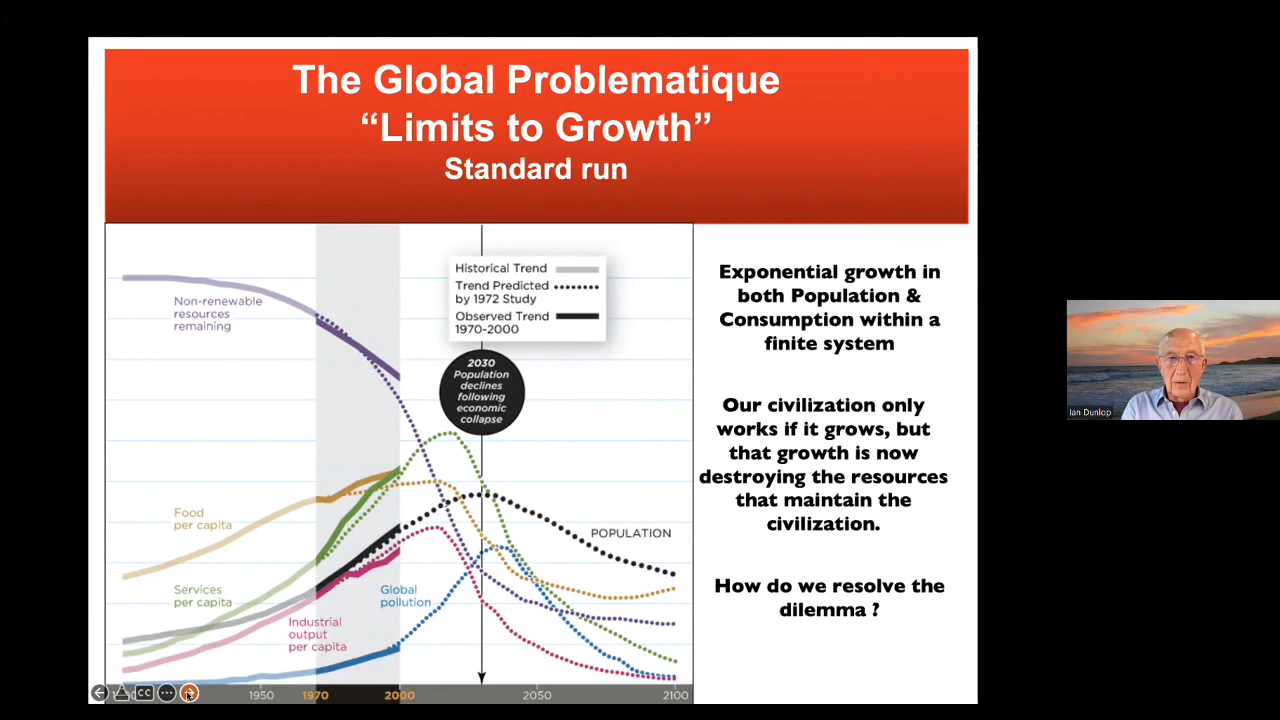 The Global Problematique
“Limits to Growth”
Standard run
Historical Trend
Trend Predicted
by 1972 Study
Observed Trend
1970-2000
2030
Population
declines
following
economic
collapse
Non-renewable
resources
remaining
Food
per capita
Services
per capita
Industrial
output
per capita
Global
pollution
POPULATION
CC
1950
1970
2000
2050
2100
Exponential growth in
both Population &
Consumption within a
finite system
Our civilization only
works if it grows, but
that growth is now
destroying the resources
that maintain the
civilization.
How do we resolve the
dilemma ?
Ian Dunlop